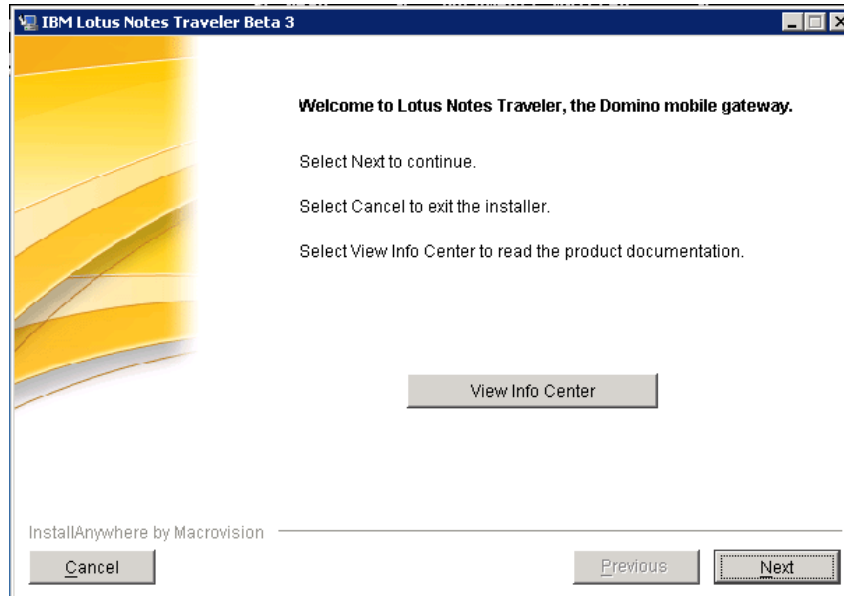 IBM Lotus Notes Traveler Beta 3
Welcome to Lotus Notes Traveler, the Domino mobile gateway.
Select Next to continue.
Select Cancel to exit the installer.
Select View Info Center to read the product documentation.
View Info Center
InstallAnywhere by Macrovision
Cancel
Previous
Next